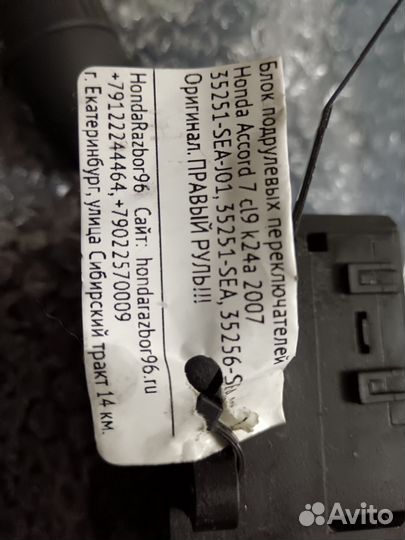 Блок подрулевых переключателей
Honda Accord 7 cl9 k24a 2007
35251-SEA-J01, 35251-SEA, 35256-
Оригинал. ПРАВЫЙ РУЛЬ!!!
HondaRazbor96 Сайт: hondarazbor96.ru
+79122244464, +79022570009
г. Екатеринбург, улица Сибирский тракт 14 км.
Avito